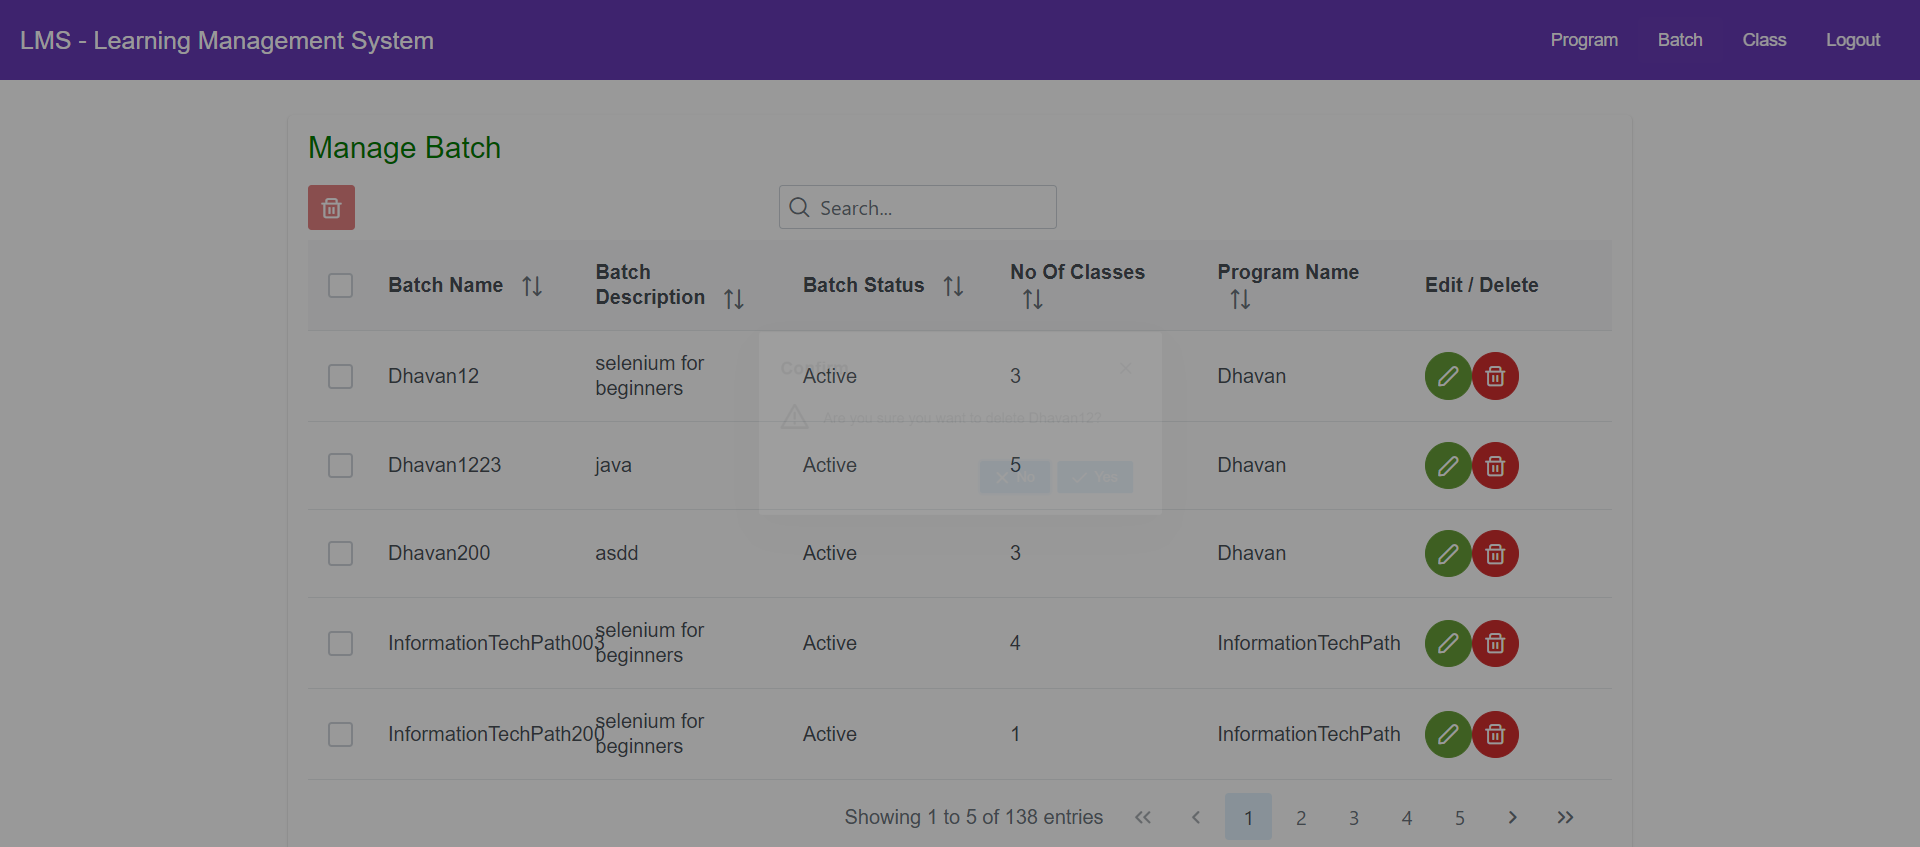 LMS - Learning Management System
Program Batch Class Logout
Manage Batch
Search...
Batch Name
Batch Description
Batch Status
No Of Classes
Program Name
Edit / Delete
Dhavan12
selenium for
beginners
Active
3
Dhavan
Confirm
Are you sure you want to delete Dhavan12?
No
Yes
Dhavan1223
java
Active
5
Dhavan
Dhavan200
asdd
Active
3
Dhavan
InformationTechPath003
selenium for
beginners
Active
4
InformationTechPath
InformationTechPath200
selenium for
beginners
Active
1
InformationTechPath
Showing 1 to 5 of 138 entries « ‹ 1 2 3 4 5 › »